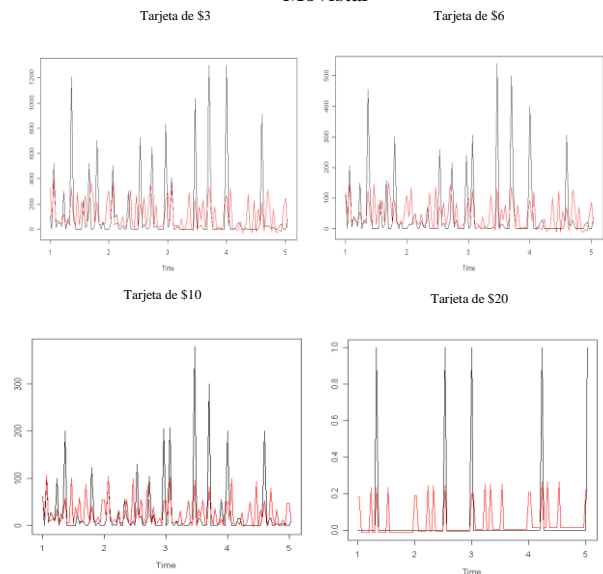 Movistar
Tarjeta de $3
Tarjeta de $6
0 200 400 600 800 1000 1200
1 2 3 4 5
Time
0 100 200 300 400 500
1 2 3 4 5
Time
Tarjeta de $10
Tarjeta de $20
0 100 200 300
1 2 3 4 5
Time
0.0 0.2 0.4 0.6 0.8 1.0
1 2 3 4 5
Time